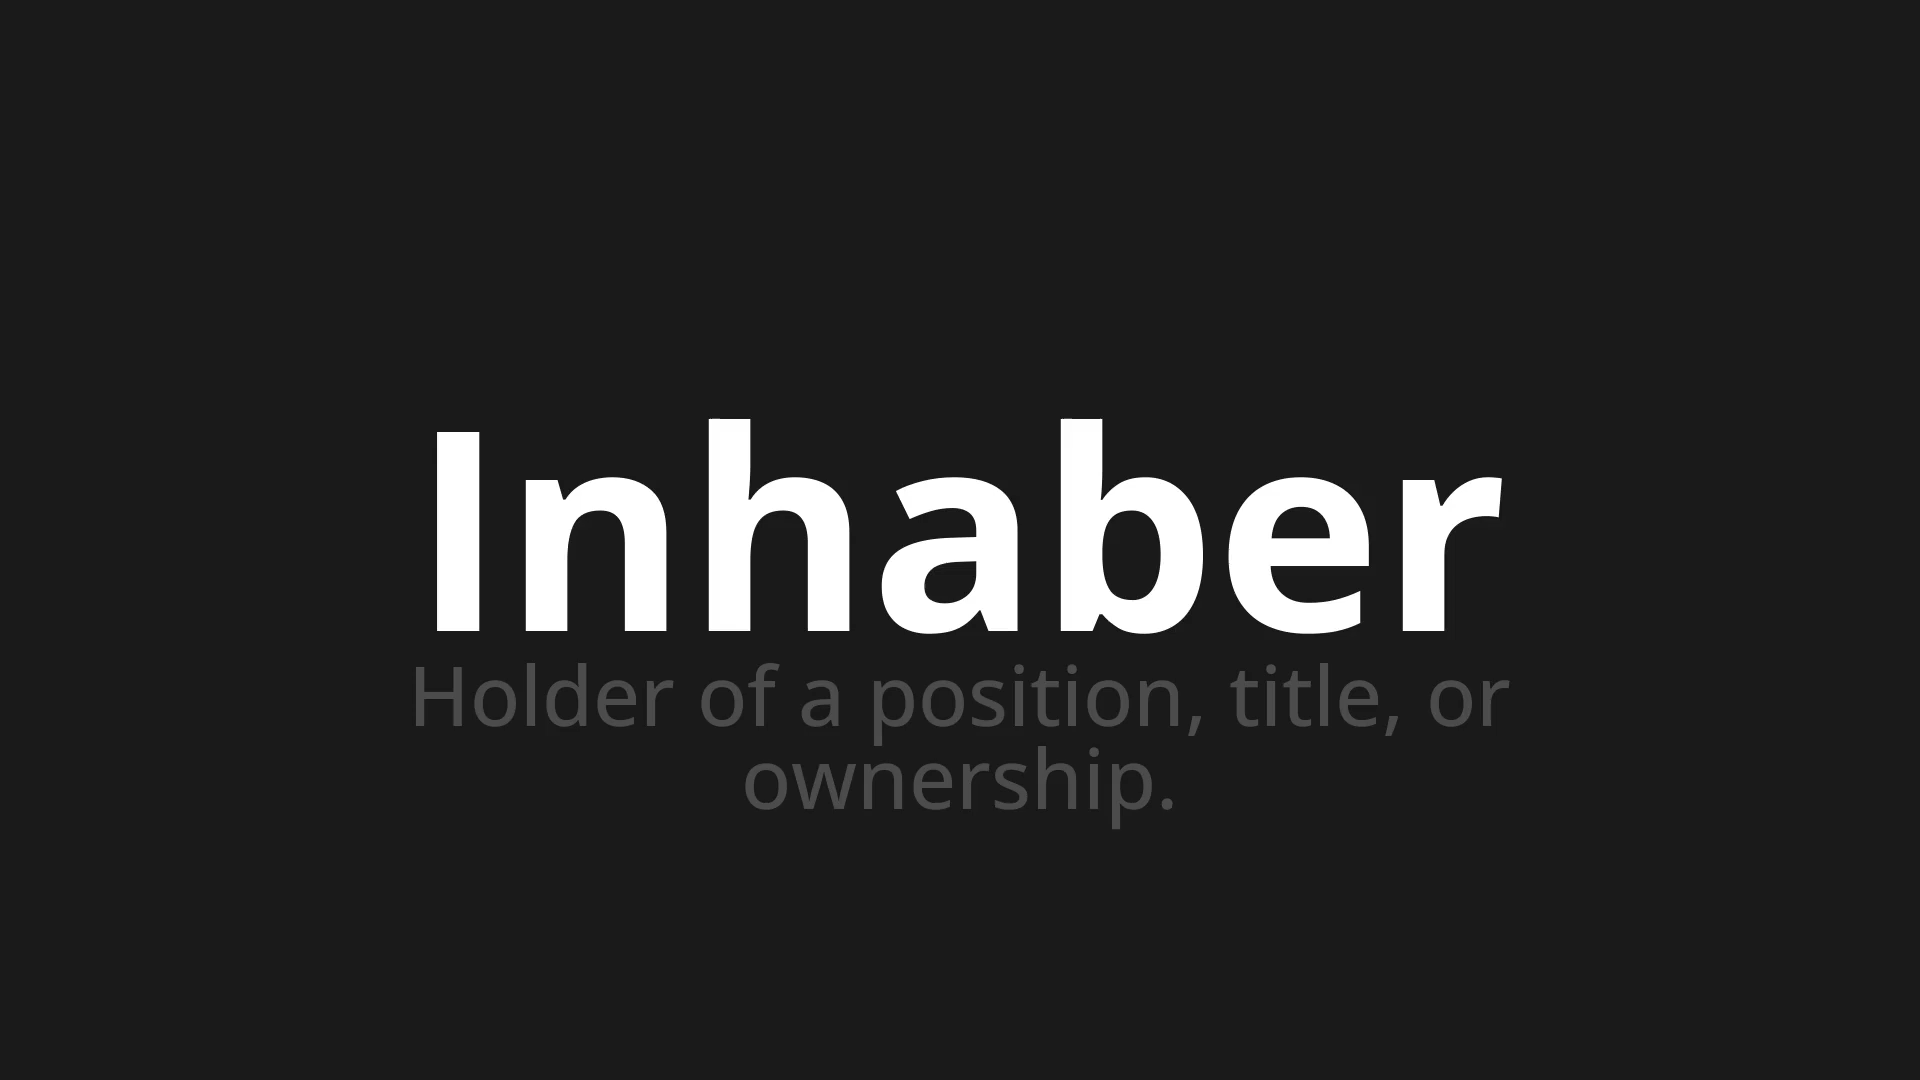 Inhaber
Holder of a position, title, or
ownership.